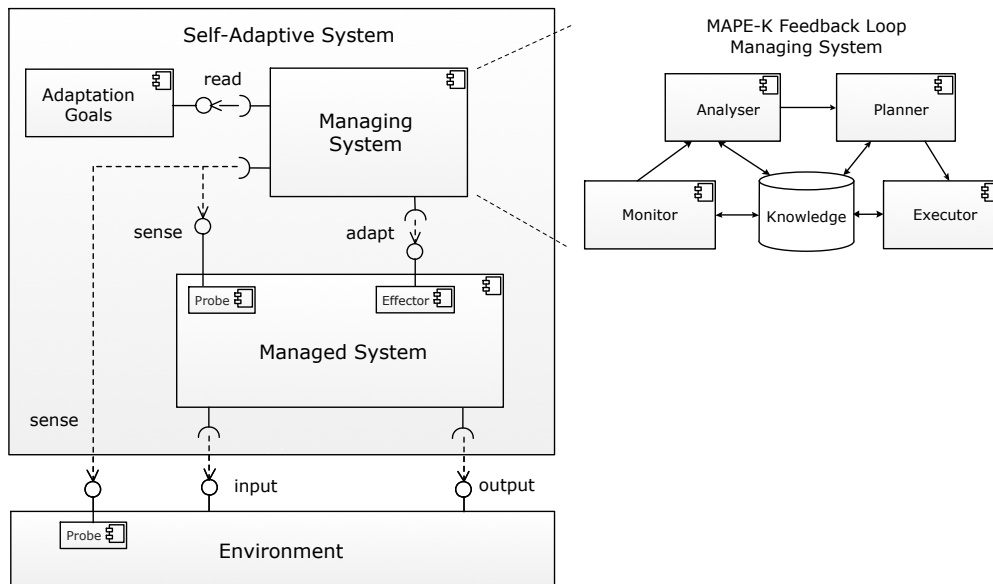 Self-Adaptive System
Adaptation
Goals
read
Managing
System
sense
adapt
Probe
Effector
Managed System
sense
input
output
Probe
Environment
MAPE-K Feedback Loop
Managing System
Analyser
Planner
Monitor
Knowledge
Executor